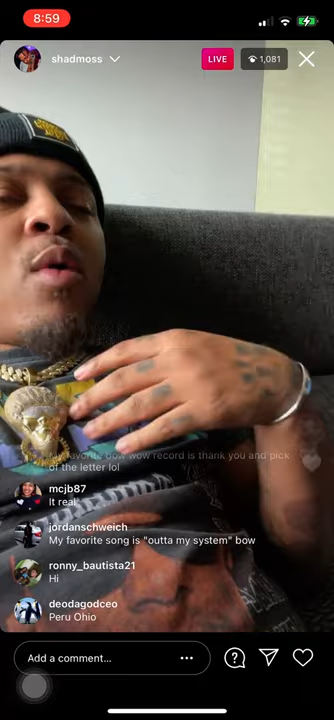 8:59
shadmoss
LIVE
1,081
My favorite bow wow record is thank you and pick
of the letter lol
mcjb87
It real
jordanschweich
My favorite song is "outta my system" bow
ronny_bautista21
Hi
deodagodceo
Peru Ohio
Add a comment...